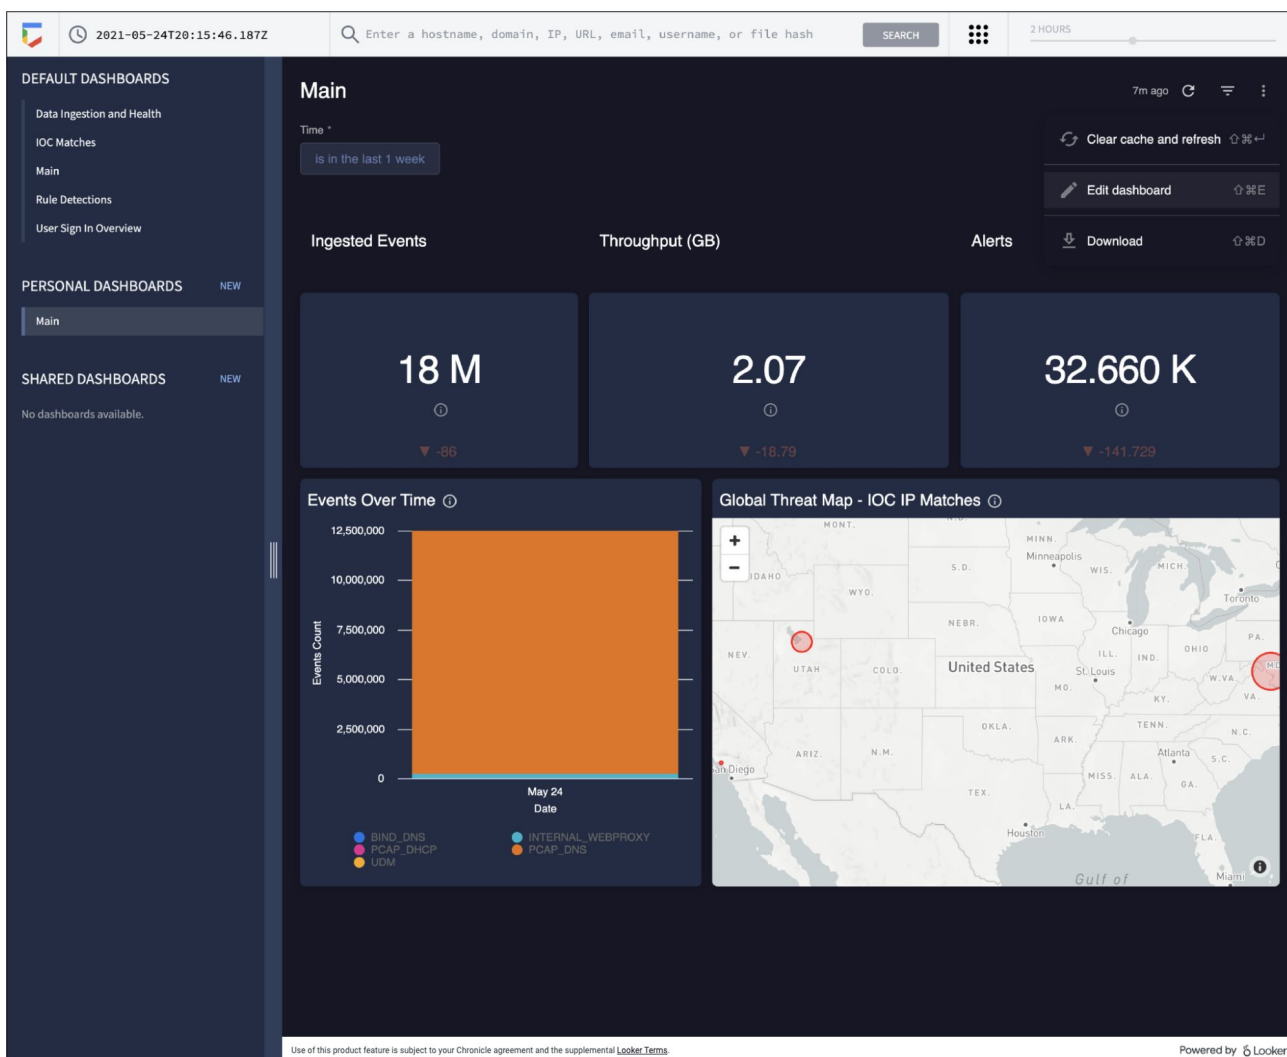 2021-05-24T20:15:46.187Z
Enter a hostname, domain, IP, URL, email, username, or file hash
SEARCH
2 HOURS
DEFAULT DASHBOARDS
Data Ingestion and Health
IOC Matches
Main
Rule Detections
User Sign In Overview
PERSONAL DASHBOARDS NEW
Main
SHARED DASHBOARDS NEW
No dashboards available.
Main
7m ago
Time *
is in the last 1 week
Clear cache and refresh ⇧⌘↵
Edit dashboard ⇧⌘E
Download ⇧⌘D
Ingested Events
Throughput (GB)
Alerts
18 M
▼ -86
2.07
▼ -18.79
32.660 K
▼ -141.729
Events Over Time
12,500,000
10,000,000
7,500,000
5,000,000
2,500,000
0
Events Count
May 24
Date
BIND_DNS
INTERNAL_WEBPROXY
PCAP_DHCP
PCAP_DNS
UDM
Global Threat Map - IOC IP Matches
+
−
MONT.
MINN.
Minneapolis
IDAHO
S.D.
WIS.
MICH.
WYO.
Toronto
NEBR.
IOWA
Chicago
PA.
NEV.
UTAH
COLO.
United States
ILL.
IND.
OHIO
St. Louis
MD.
MO.
W.VA.
KY.
VA.
OKLA.
TENN.
N.C.
ARK.
ARIZ.
N.M.
Atlanta
S.C.
an Diego
MISS.
ALA.
GA.
TEX.
LA.
Houston
FLA.
Gulf of
Miami
Use of this product feature is subject to your Chronicle agreement and the supplemental Looker Terms.
Powered by Looker